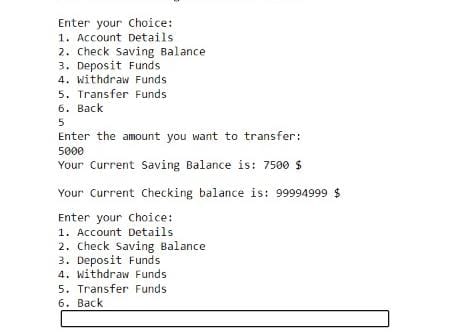 Enter your Choice:
1. Account Details
2. Check Saving Balance
3. Deposit Funds
4. Withdraw Funds
5. Transfer Funds
6. Back
5
Enter the amount you want to transfer:
5000
Your Current Saving Balance is: 7500 $
Your Current Checking balance is: 99994999 $
Enter your Choice:
1. Account Details
2. Check Saving Balance
3. Deposit Funds
4. Withdraw Funds
5. Transfer Funds
6. Back